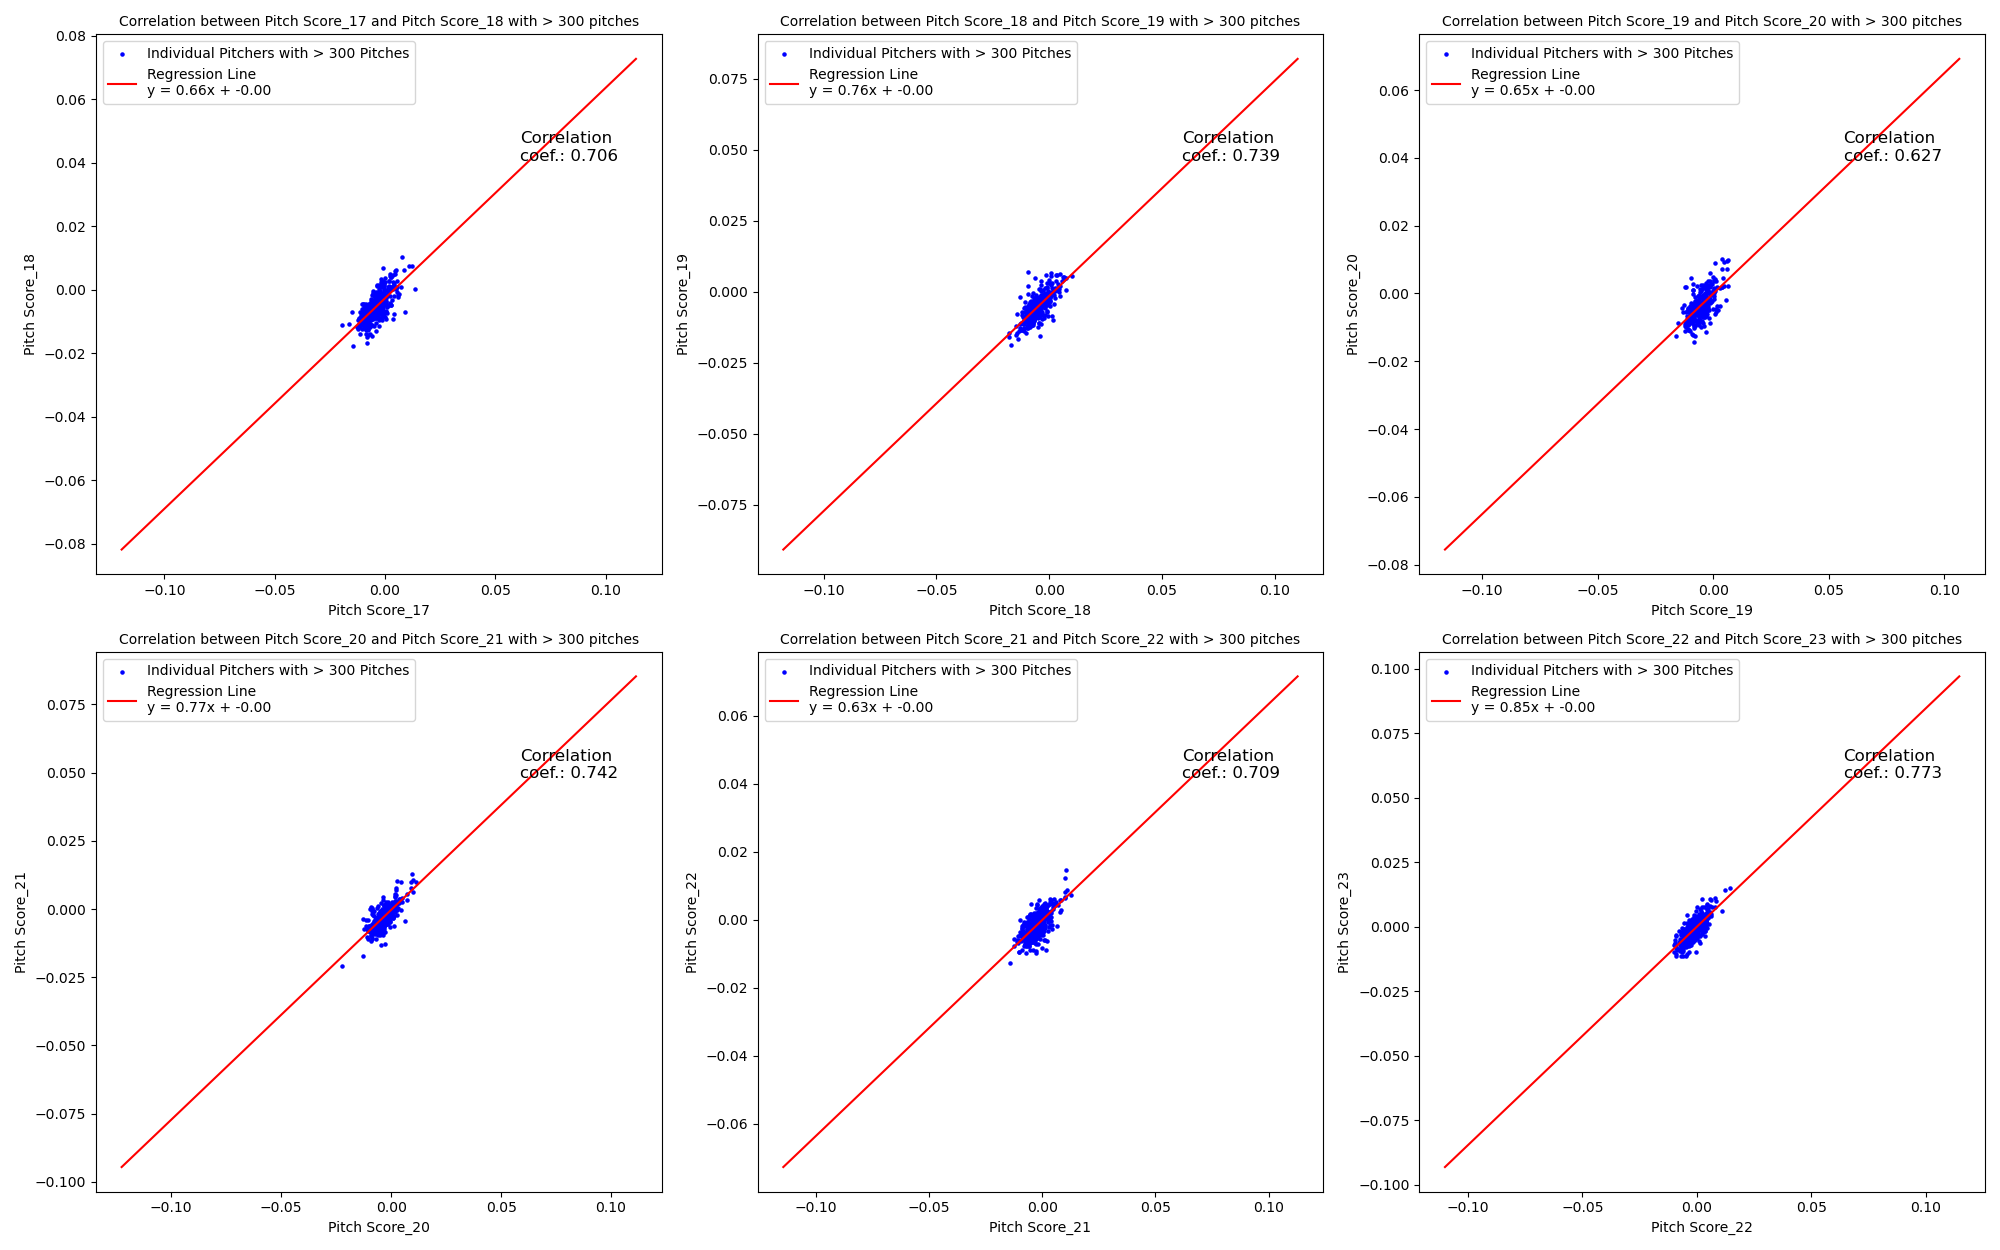 Correlation between Pitch Score_17 and Pitch Score_18 with > 300 pitches
Individual Pitchers with > 300 Pitches
Regression Line
y = 0.66x + -0.00
Correlation
coef.: 0.706
0.08
0.06
0.04
0.02
0.00
−0.02
−0.04
−0.06
−0.08
Pitch Score_18
−0.10
−0.05
0.00
0.05
0.10
Pitch Score_17
Correlation between Pitch Score_18 and Pitch Score_19 with > 300 pitches
Individual Pitchers with > 300 Pitches
Regression Line
y = 0.76x + -0.00
Correlation
coef.: 0.739
0.075
0.050
0.025
0.000
−0.025
−0.050
−0.075
Pitch Score_19
−0.10
−0.05
0.00
0.05
0.10
Pitch Score_18
Correlation between Pitch Score_19 and Pitch Score_20 with > 300 pitches
Individual Pitchers with > 300 Pitches
Regression Line
y = 0.65x + -0.00
Correlation
coef.: 0.627
0.06
0.04
0.02
0.00
−0.02
−0.04
−0.06
−0.08
Pitch Score_20
−0.10
−0.05
0.00
0.05
0.10
Pitch Score_19
Correlation between Pitch Score_20 and Pitch Score_21 with > 300 pitches
Individual Pitchers with > 300 Pitches
Regression Line
y = 0.77x + -0.00
Correlation
coef.: 0.742
0.075
0.050
0.025
0.000
−0.025
−0.050
−0.075
−0.100
Pitch Score_21
−0.10
−0.05
0.00
0.05
0.10
Pitch Score_20
Correlation between Pitch Score_21 and Pitch Score_22 with > 300 pitches
Individual Pitchers with > 300 Pitches
Regression Line
y = 0.63x + -0.00
Correlation
coef.: 0.709
0.06
0.04
0.02
0.00
−0.02
−0.04
−0.06
Pitch Score_22
−0.10
−0.05
0.00
0.05
0.10
Pitch Score_21
Correlation between Pitch Score_22 and Pitch Score_23 with > 300 pitches
Individual Pitchers with > 300 Pitches
Regression Line
y = 0.85x + -0.00
Correlation
coef.: 0.773
0.100
0.075
0.050
0.025
0.000
−0.025
−0.050
−0.075
−0.100
Pitch Score_23
−0.10
−0.05
0.00
0.05
0.10
Pitch Score_22